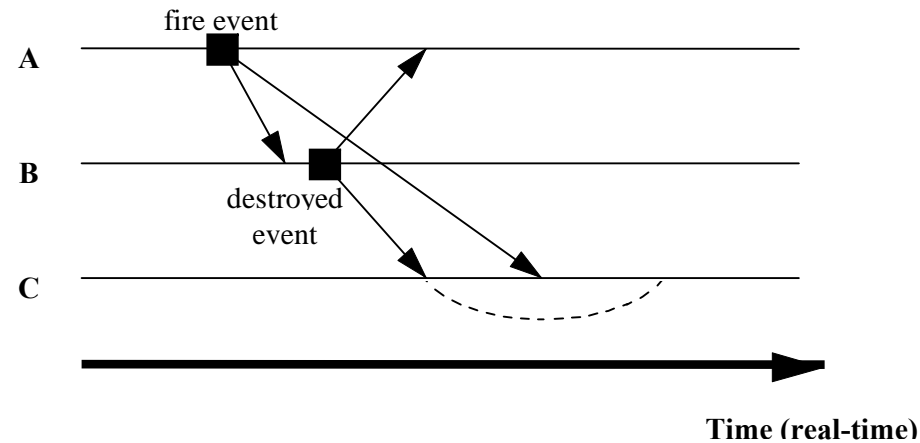 fire event
A
B
destroyed
event
C
Time (real-time)